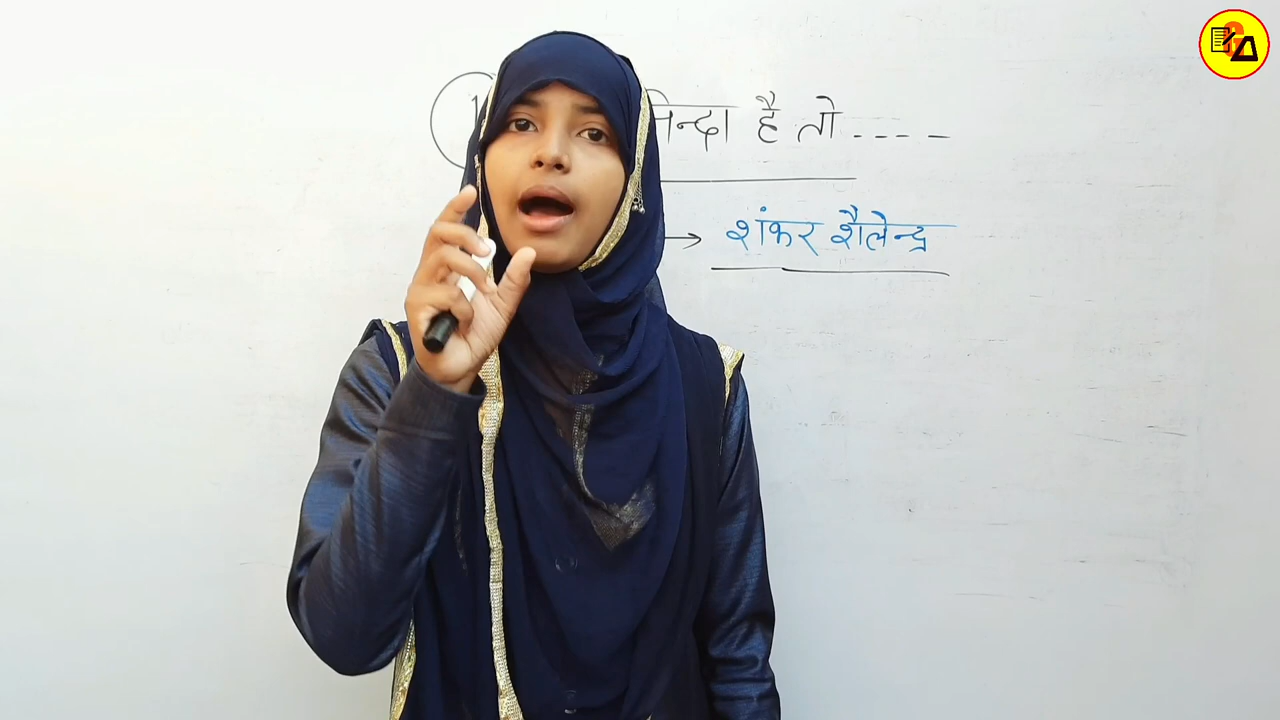 जिन्दा है तो ---- -
→ शंकर शैलेन्द्र